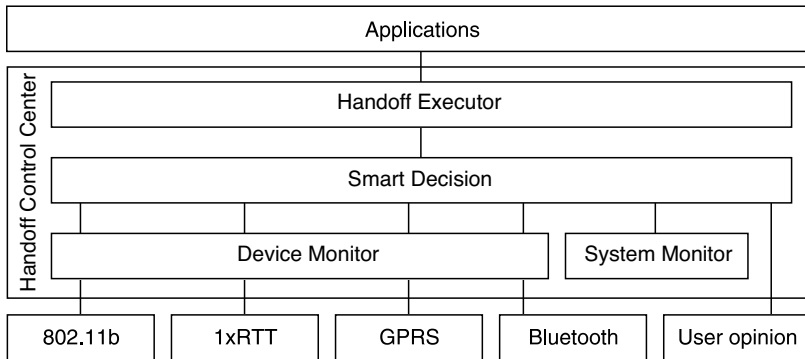 Applications
Handoff Control Center
Handoff Executor
Smart Decision
Device Monitor
System Monitor
802.11b
1xRTT
GPRS
Bluetooth
User opinion